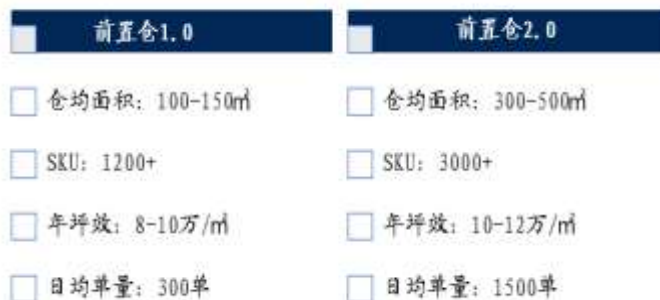 前置仓1.0
仓均面积：100-150㎡
SKU：1200+
年坪效：8-10万/㎡
日均单量：300单
前置仓2.0
仓均面积：300-500㎡
SKU：3000+
年坪效：10-12万/㎡
日均单量：1500单